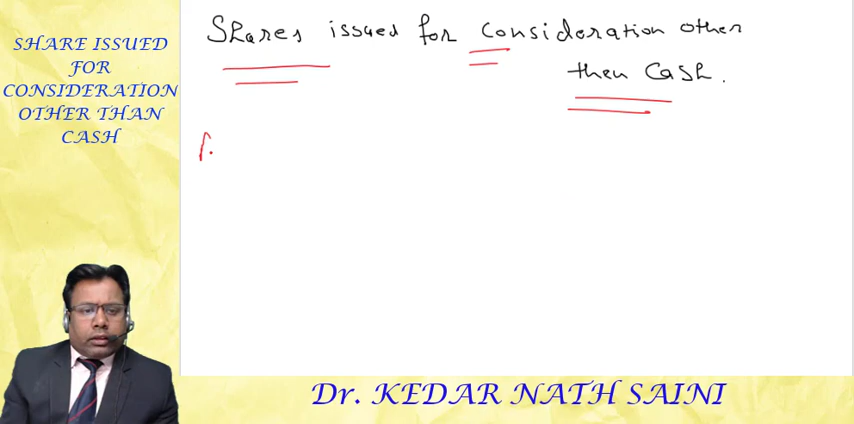 SHARE ISSUED
FOR
CONSIDERATION
OTHER THAN
CASH
Shares issued for Consideration other
then Cash.
Dr. KEDAR NATH SAINI